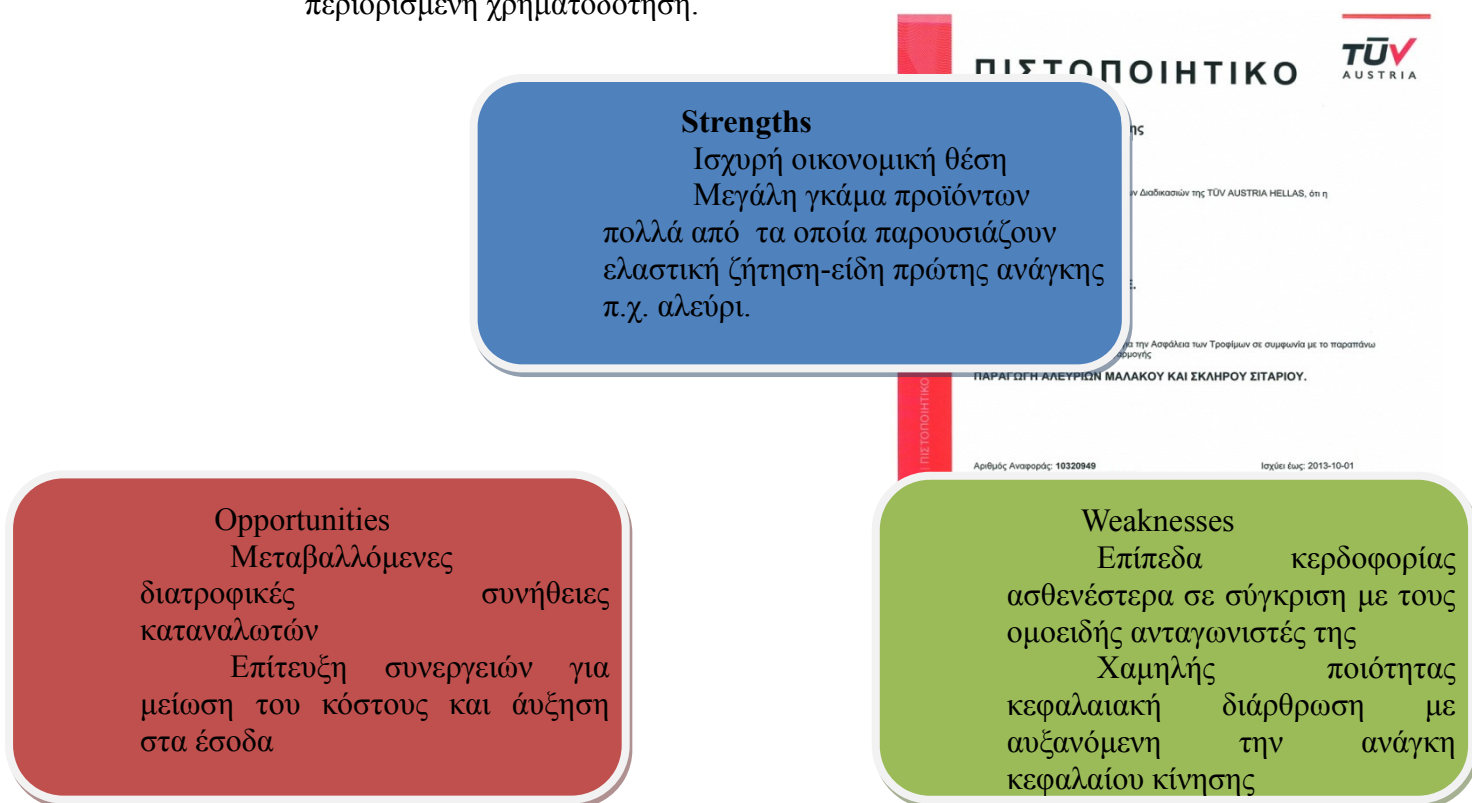 περιορισμένη χρηματοδότηση.
ΠΙΣΤΟΠΟΙΗΤΙΚΟ
TÜV
AUSTRIA
Strengths
Ισχυρή οικονομική θέση
Μεγάλη γκάμα προϊόντων
πολλά από τα οποία παρουσιάζουν
ελαστική ζήτηση-είδη πρώτης ανάγκης
π.χ. αλεύρι.
ης
Διαδικασιών της TÜV AUSTRIA HELLAS, ότι η
την Ασφάλεια των Τροφίμων σε συμφωνία με το παραπάνω
ΠΑΡΑΓΩΓΗ ΑΛΕΥΡΙΩΝ ΜΑΛΑΚΟΥ ΚΑΙ ΣΚΛΗΡΟΥ ΣΙΤΑΡΙΟΥ.
ΠΙΣΤΟΠΟΙΗΤΙΚΟ
Αριθμός Αναφοράς: 10320949 Ισχύει έως: 2013-10-01
Opportunities
Μεταβαλλόμενες
διατροφικές συνήθειες
καταναλωτών
Επίτευξη συνεργειών για
μείωση του κόστους και άυξηση
στα έσοδα
Weaknesses
Επίπεδα κερδοφορίας
ασθενέστερα σε σύγκριση με τους
ομοειδής ανταγωνιστές της
Χαμηλής ποιότητας
κεφαλαιακή διάρθρωση με
αυξανόμενη την ανάγκη
κεφαλαίου κίνησης